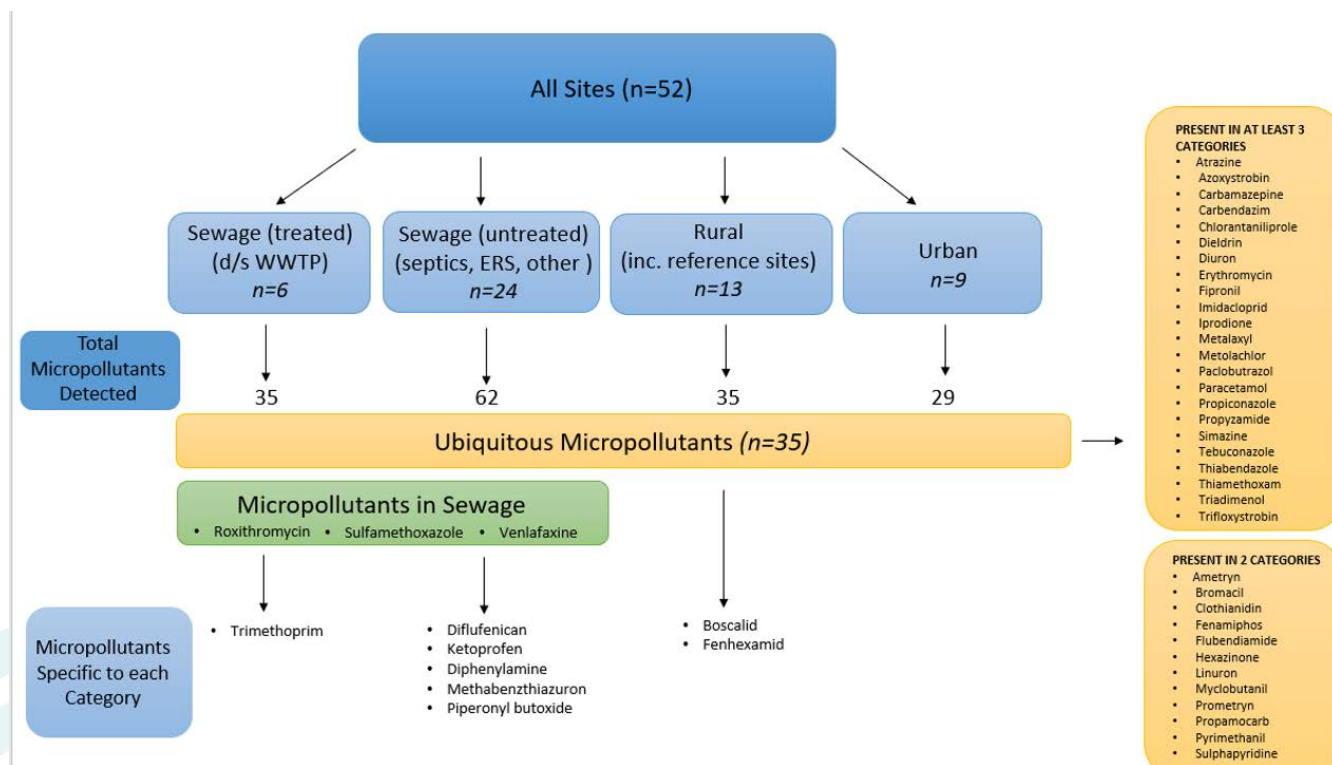 All Sites (n=52)
Sewage (treated)
(d/s WWTP)
n=6
Sewage (untreated)
(septics, ERS, other )
n=24
Rural
(inc. reference sites)
n=13
Urban
n=9
Total
Micropollutants
Detected
35
62
35
29
Ubiquitous Micropollutants (n=35)
Micropollutants in Sewage
• Roxithromycin • Sulfamethoxazole • Venlafaxine
Micropollutants
Specific to each
Category
• Trimethoprim
• Diflufenican
• Ketoprofen
• Diphenylamine
• Methabenzthiazuron
• Piperonyl butoxide
• Boscalid
• Fenhexamid
PRESENT IN AT LEAST 3
CATEGORIES
• Atrazine
• Azoxystrobin
• Carbamazepine
• Carbendazim
• Chlorantaniliprole
• Dieldrin
• Diuron
• Erythromycin
• Fipronil
• Imidacloprid
• Iprodione
• Metalaxyl
• Metolachlor
• Paclobutrazol
• Paracetamol
• Propiconazole
• Propyzamide
• Simazine
• Tebuconazole
• Thiabendazole
• Thiamethoxam
• Triadimenol
• Trifloxystrobin
PRESENT IN 2 CATEGORIES
• Ametryn
• Bromacil
• Clothianidin
• Fenamiphos
• Flubendiamide
• Hexazinone
• Linuron
• Myclobutanil
• Prometryn
• Propamocarb
• Pyrimethanil
• Sulphapyridine